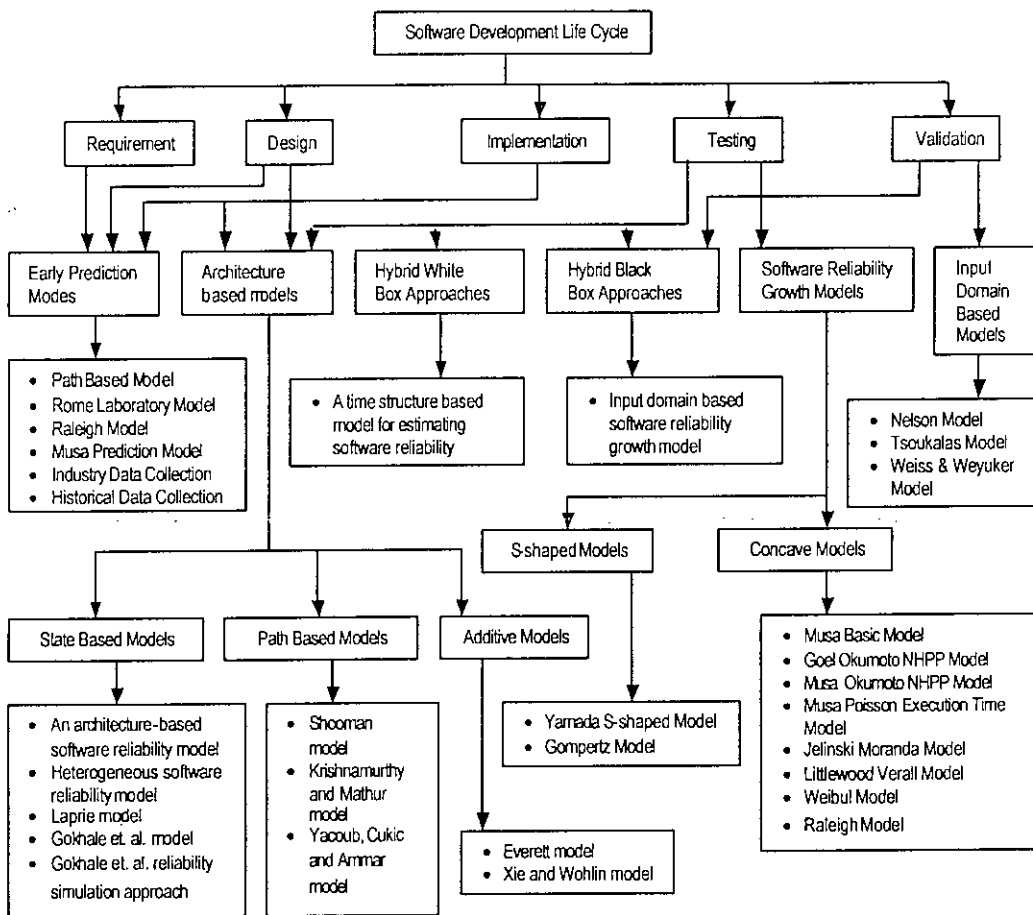 Software Development Life Cycle
Requirement
Design
Implementation
Testing
Validation
Early Prediction
Modes
Architecture
based models
Hybrid White
Box Approaches
Hybrid Black
Box Approaches
Software Reliability
Growth Models
Input
Domain
Based
Models
• Path Based Model
• Rome Laboratory Model
• Raleigh Model
• Musa Prediction Model
• Industry Data Collection
• Historical Data Collection
• A time structure based
model for estimating
software reliability
• Input domain based
software reliability
growth model
• Nelson Model
• Tsoukalas Model
• Weiss & Weyuker
Model
S-shaped Models
Concave Models
State Based Models
Path Based Models
Additive Models
• An architecture-based
software reliability model
• Heterogeneous software
reliability model
• Laprie model
• Gokhale et. al. model
• Gokhale et. al. reliability
simulation approach
• Shooman
model
• Krishnamurthy
and Mathur
model
• Yacoub, Cukic
and Ammar
model
• Everett model
• Xie and Wohlin model
• Yamada S-shaped Model
• Gompertz Model
• Musa Basic Model
• Goel Okumoto NHPP Model
• Musa Okumoto NHPP Model
• Musa Poisson Execution Time
Model
• Jelinski Moranda Model
• Littlewood Verall Model
• Weibul Model
• Raleigh Model